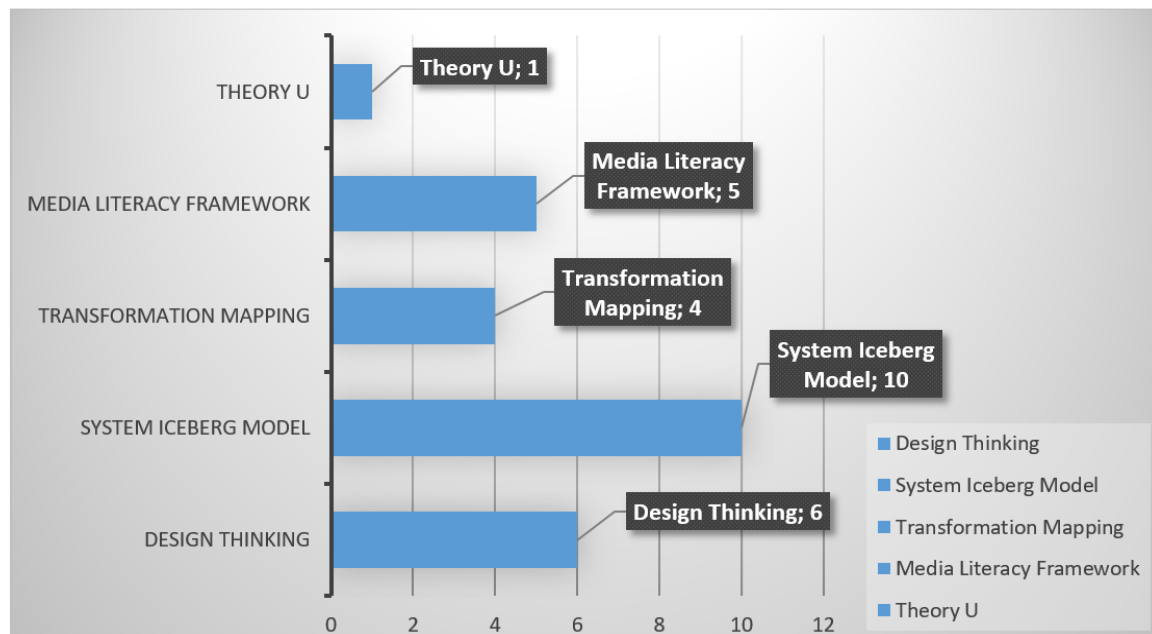 THEORY U
Theory U; 1
MEDIA LITERACY FRAMEWORK
Media Literacy
Framework; 5
TRANSFORMATION MAPPING
Transformation
Mapping; 4
SYSTEM ICEBERG MODEL
System Iceberg
Model; 10
DESIGN THINKING
Design Thinking; 6
0 2 4 6 8 10 12
Design Thinking
System Iceberg Model
Transformation Mapping
Media Literacy Framework
Theory U